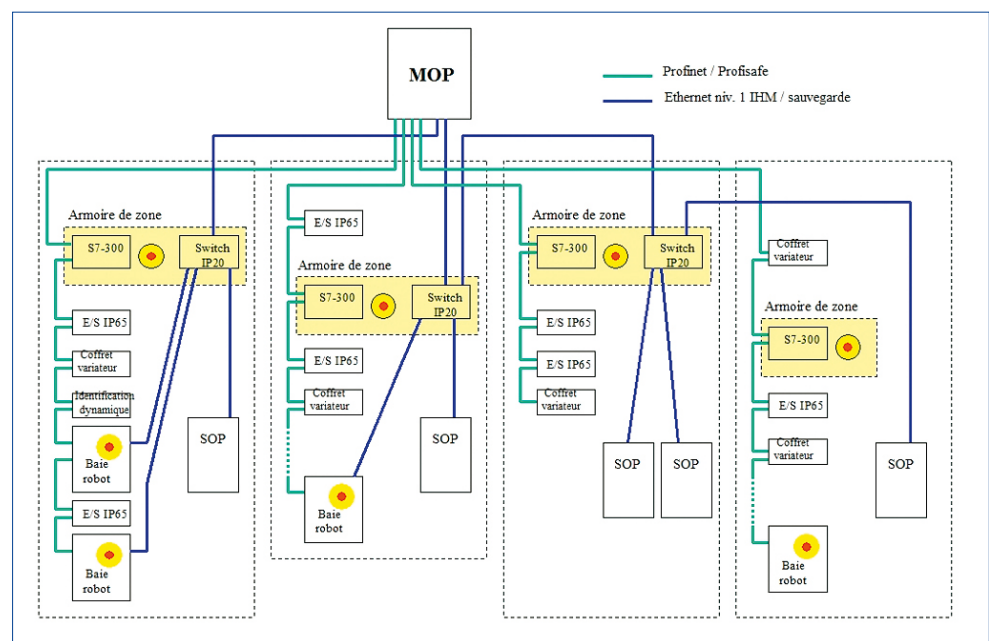 MOP
Profinet / Profisafe
Ethernet niv. 1 IHM / sauvegarde
Armoire de zone
S7-300
Switch
IP20
E/S IP65
Coffret
variateur
Identification
dynamique
Baie
robot
E/S IP65
Baie
robot
SOP
E/S IP65
Armoire de zone
S7-300
Switch
IP20
E/S IP65
Coffret
variateur
Baie
robot
SOP
Armoire de zone
S7-300
Switch
IP20
E/S IP65
E/S IP65
Coffret
variateur
SOP
SOP
Coffret
variateur
Armoire de zone
S7-300
E/S IP65
Coffret
variateur
Baie
robot
SOP